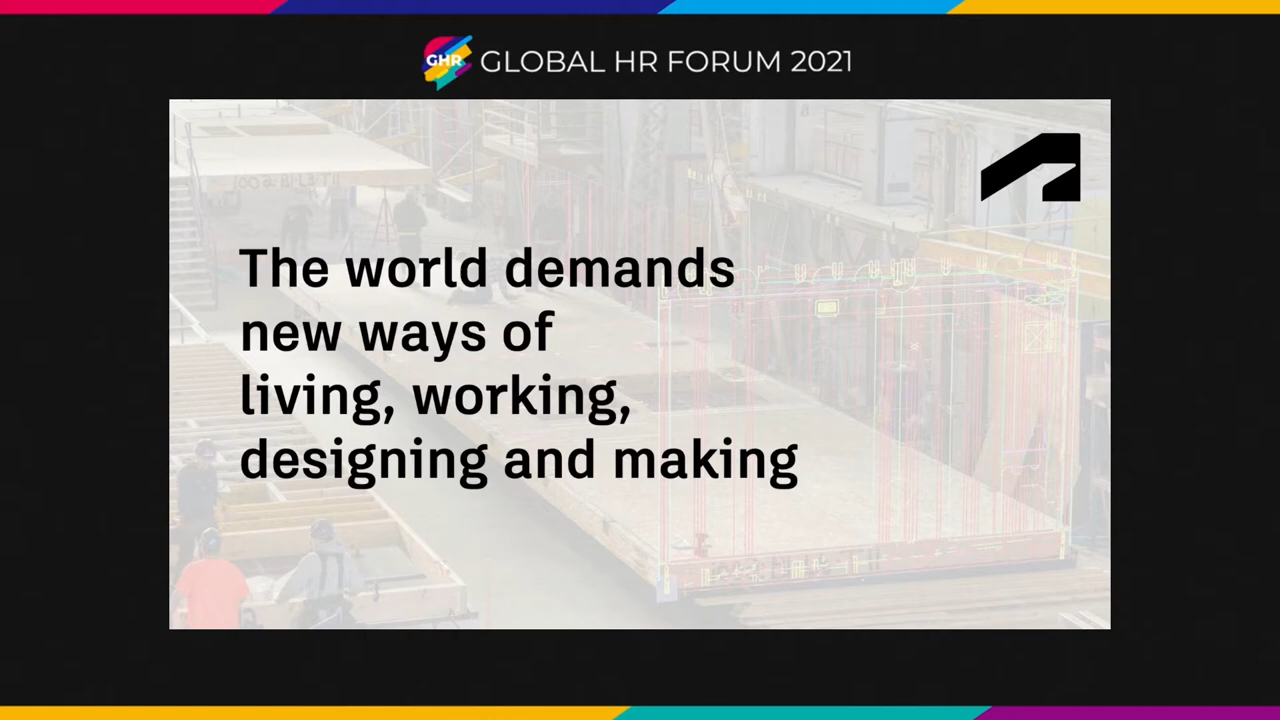 GHR GLOBAL HR FORUM 2021
The world demands
new ways of
living, working,
designing and making